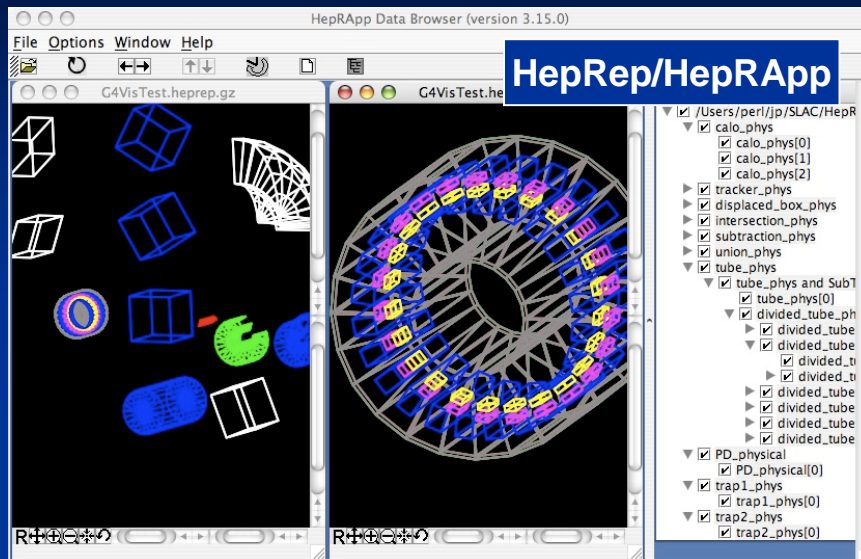 HepRApp Data Browser (version 3.15.0)
File Options Window Help
HepRep/HepRApp
G4VisTest.heprep.gz
G4VisTest.he
/Users/perl/jp/SLAC/HepR
calo_phys
calo_phys[0]
calo_phys[1]
calo_phys[2]
tracker_phys
displaced_box_phys
intersection_phys
subtraction_phys
union_phys
tube_phys
tube_phys and SubT
tube_phys[0]
divided_tube_ph
divided_tube
divided_tube
divided_t
divided_t
divided_tube
divided_tube
divided_tube
divided_tube
PD_physical
PD_physical[0]
trap1_phys
trap1_phys[0]
trap2_phys
trap2_phys[0]
R
R